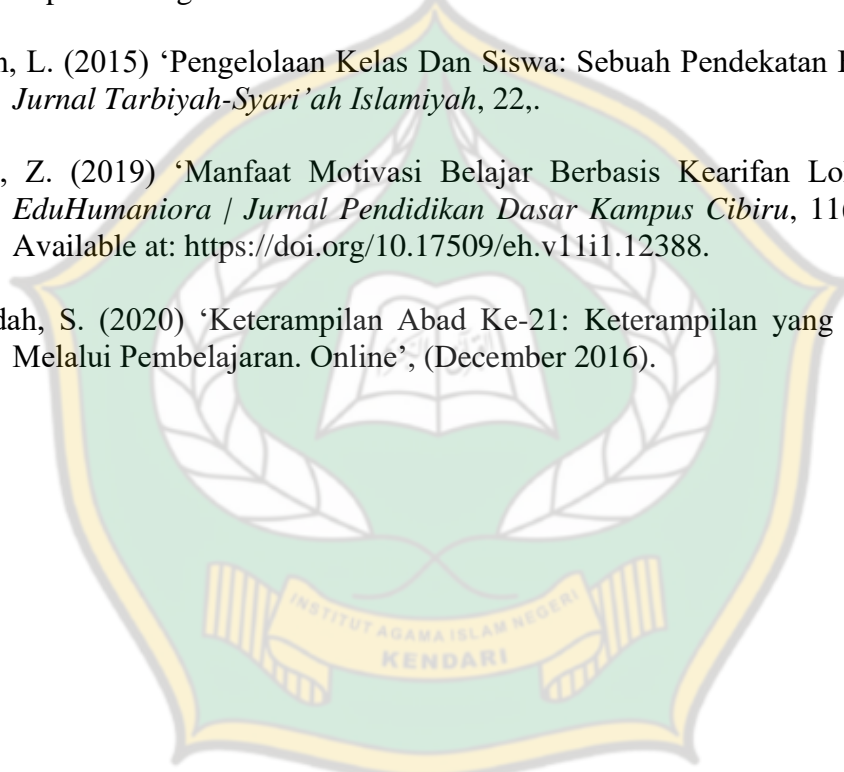 n, L. (2015) ‘Pengelolaan Kelas Dan Siswa: Sebuah Pendekatan
Jurnal Tarbiyah-Syari’ah Islamiyah, 22,.
, Z. (2019) ‘Manfaat Motivasi Belajar Berbasis Kearifan
EduHumaniora | Jurnal Pendidikan Dasar Kampus Cibiru, 11
Available at: https://doi.org/10.17509/eh.v11i1.12388.
dah, S. (2020) ‘Keterampilan Abad Ke-21: Keterampilan yang
Melalui Pembelajaran. Online’, (December 2016).
INSTITUT AGAMA ISLAM NEGERI
KENDARI